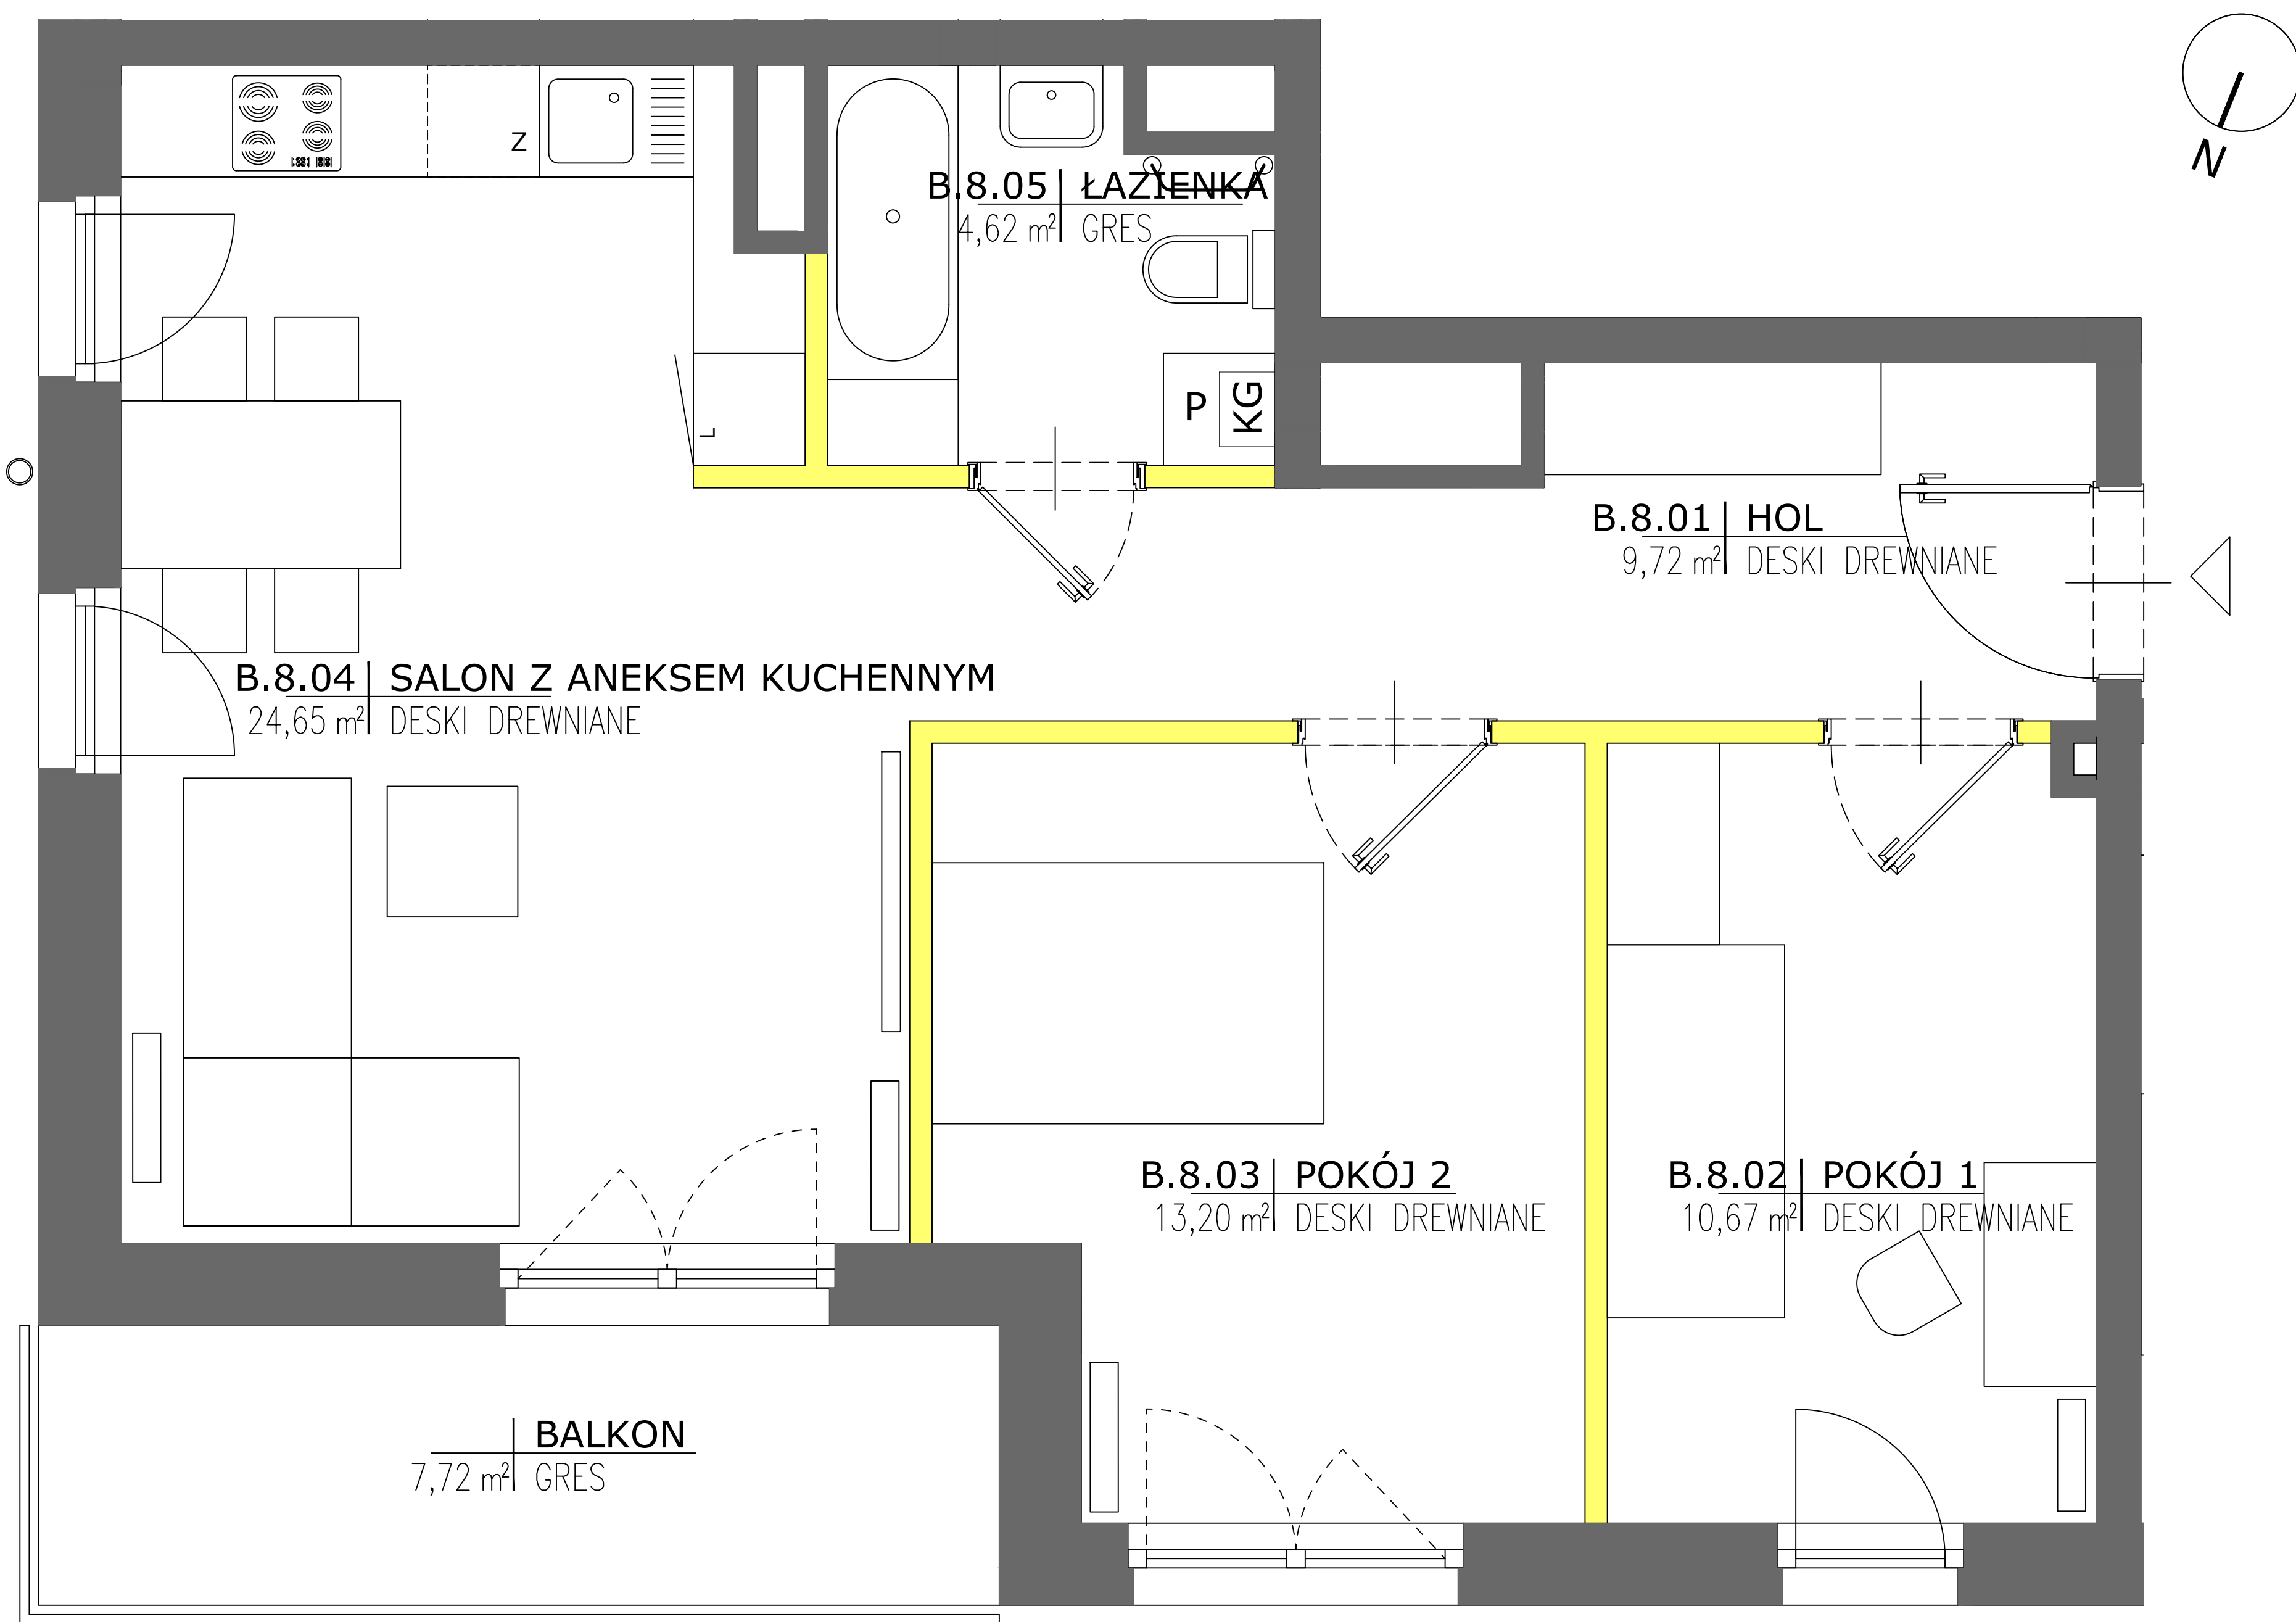 N
Z
B.8.05 ŁAZIENKA
4,62 m² GRES
P
KG
L
B.8.01 HOL
9,72 m² DESKI DREWNIANE
B.8.04 SALON Z ANEKSEM KUCHENNYM
24,65 m² DESKI DREWNIANE
B.8.03 POKÓJ 2
13,20 m² DESKI DREWNIANE
B.8.02 POKÓJ 1
10,67 m² DESKI DREWNIANE
BALKON
7,72 m² GRES